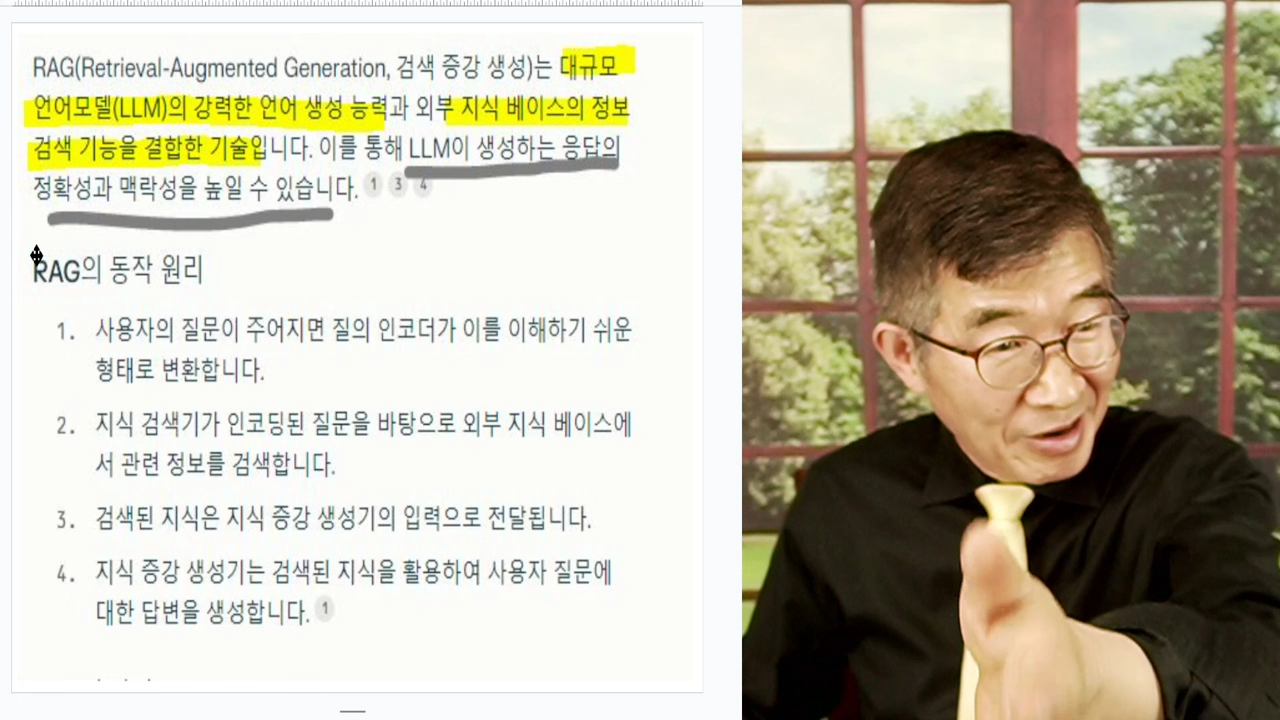 RAG(Retrieval-Augmented Generation, 검색 증강 생성)는 대규모
언어모델(LLM)의 강력한 언어 생성 능력과 외부 지식 베이스의 정보
검색 기능을 결합한 기술입니다. 이를 통해 LLM이 생성하는 응답의
정확성과 맥락성을 높일 수 있습니다. 1 3 4
RAG의 동작 원리
1. 사용자의 질문이 주어지면 질의 인코더가 이를 이해하기 쉬운
형태로 변환합니다.
2. 지식 검색기가 인코딩된 질문을 바탕으로 외부 지식 베이스에
서 관련 정보를 검색합니다.
3. 검색된 지식은 지식 증강 생성기의 입력으로 전달됩니다.
4. 지식 증강 생성기는 검색된 지식을 활용하여 사용자 질문에
대한 답변을 생성합니다. 1